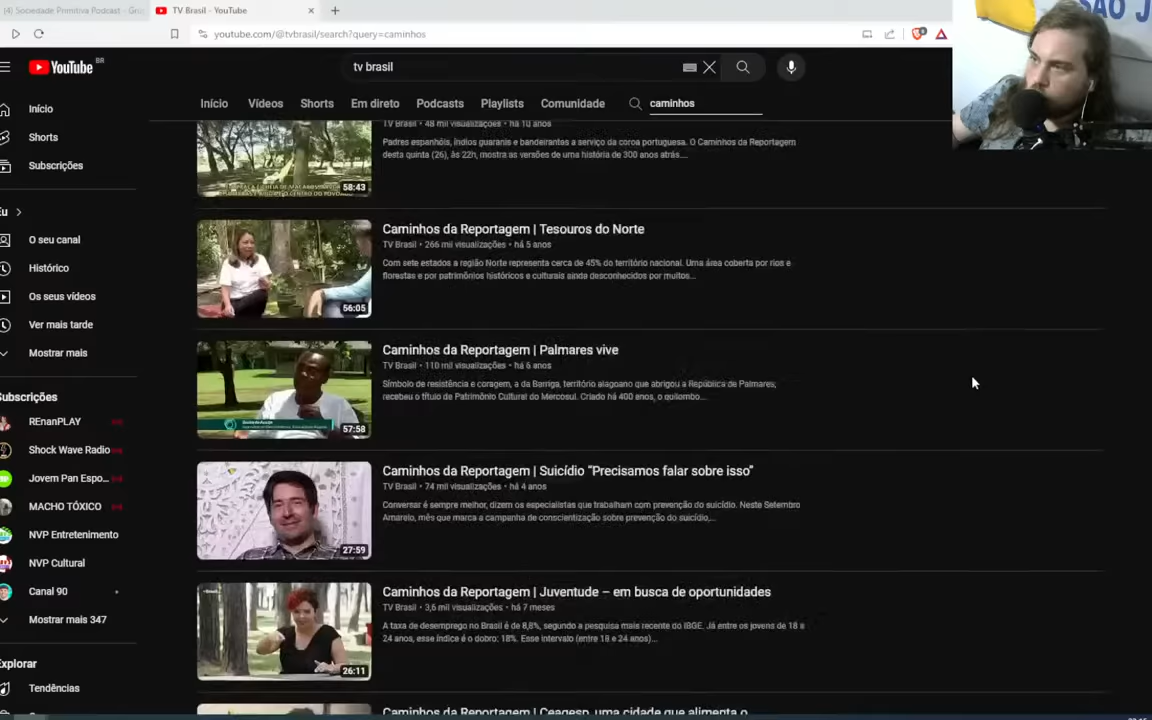 (4) Sociedade Primitiva Podcast - Gro
TV Brasil - YouTube
youtube.com/@tvbrasil/search?query=caminhos
SÃO J
YouTube BR
tv brasil
Início
Vídeos
Shorts
Em direto
Podcasts
Playlists
Comunidade
caminhos
Início
Shorts
Subscrições
Eu
O seu canal
Histórico
Os seus vídeos
Ver mais tarde
Mostrar mais
Subscrições
REnanPLAY
Shock Wave Radio
Jovem Pan Espo...
MACHO TÓXICO
NVP Entretenimento
NVP Cultural
Canal 90
Mostrar mais 347
Explorar
Tendências
TV Brasil • 48 mil visualizações • há 10 anos
Padres espanhóis, índios guaranis e bandeirantes a serviço da coroa portuguesa. O Caminhos da Reportagem
desta quinta (26), às 22h, mostra as versões de uma história de 300 anos atrás....
58:43
Caminhos da Reportagem | Tesouros do Norte
TV Brasil • 266 mil visualizações • há 5 anos
Com sete estados a região Norte representa cerca de 45% do território nacional. Uma área coberta por rios e
florestas e por patrimônios históricos e culturais ainda desconhecidos por muitos...
56:05
Caminhos da Reportagem | Palmares vive
TV Brasil • 110 mil visualizações • há 6 anos
Símbolo de resistência e coragem, a da Barriga, território alagoano que abrigou a República de Palmares,
recebeu o título de Patrimônio Cultural do Mercosul. Criado há 400 anos, o quilombo...
57:58
Caminhos da Reportagem | Suicídio “Precisamos falar sobre isso”
TV Brasil • 74 mil visualizações • há 4 anos
Conversar é sempre melhor, dizem os especialistas que trabalham com prevenção do suicídio. Neste Setembro
Amarelo, mês que marca a campanha de conscientização sobre prevenção do suicídio,...
27:59
Caminhos da Reportagem | Juventude – em busca de oportunidades
TV Brasil • 3,6 mil visualizações • há 7 meses
A taxa de desemprego no Brasil é de 8,8%, segundo a pesquisa mais recente do IBGE. Já entre os jovens de 18 a
24 anos, esse índice é o dobro: 18%. Esse intervalo (entre 18 e 24 anos)...
26:11
Caminhos da Reportagem | Ceagesp, uma cidade que alimenta o